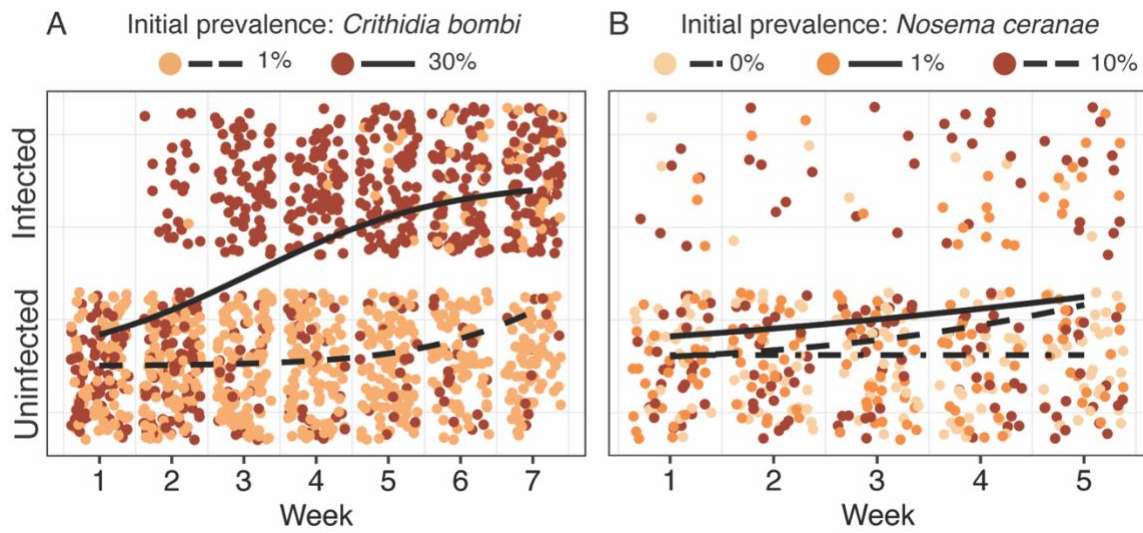 A Initial prevalence: Crithidia bombi
1% 30%
B Initial prevalence: Nosema ceranae
0% 1% 10%
Infected
Uninfected
1 2 3 4 5 6 7
Week
1 2 3 4 5
Week